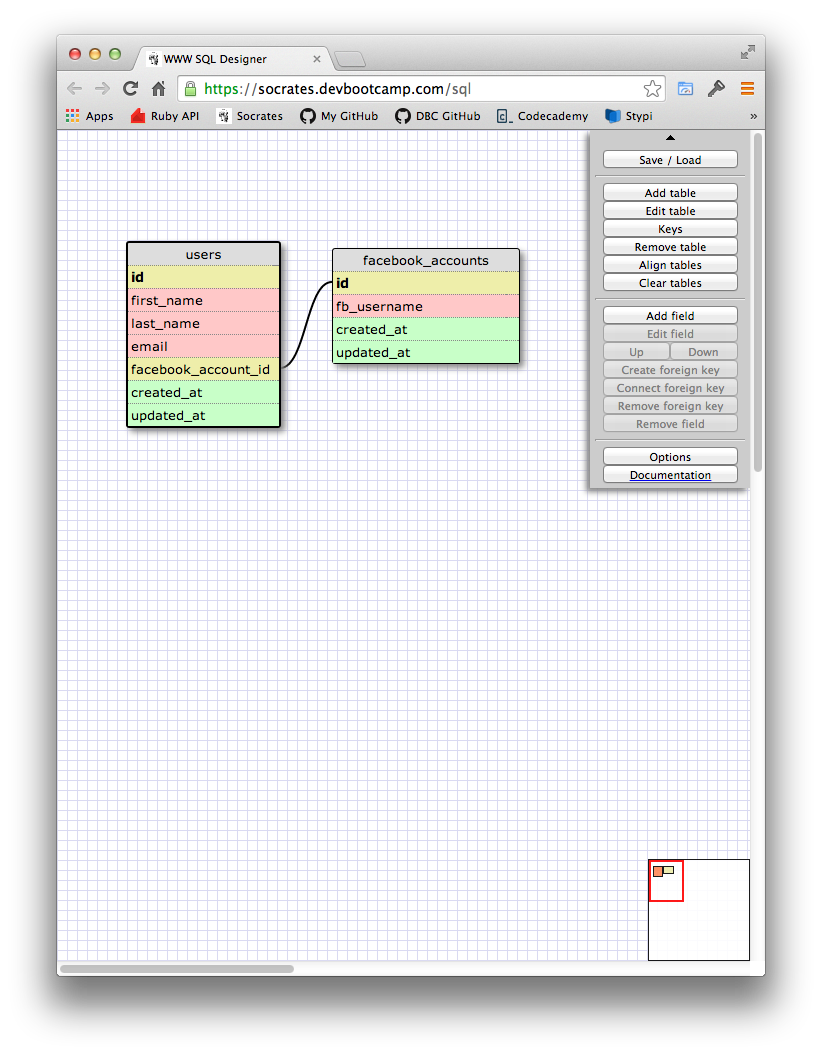 WWW SQL Designer
https://socrates.devbootcamp.com/sql
Apps Ruby API Socrates My GitHub DBC GitHub Codecademy Stypi »
users
id
first_name
last_name
email
facebook_account_id
created_at
updated_at
facebook_accounts
id
fb_username
created_at
updated_at
Save / Load
Add table
Edit table
Keys
Remove table
Align tables
Clear tables
Add field
Edit field
Up Down
Create foreign key
Connect foreign key
Remove foreign key
Remove field
Options
Documentation